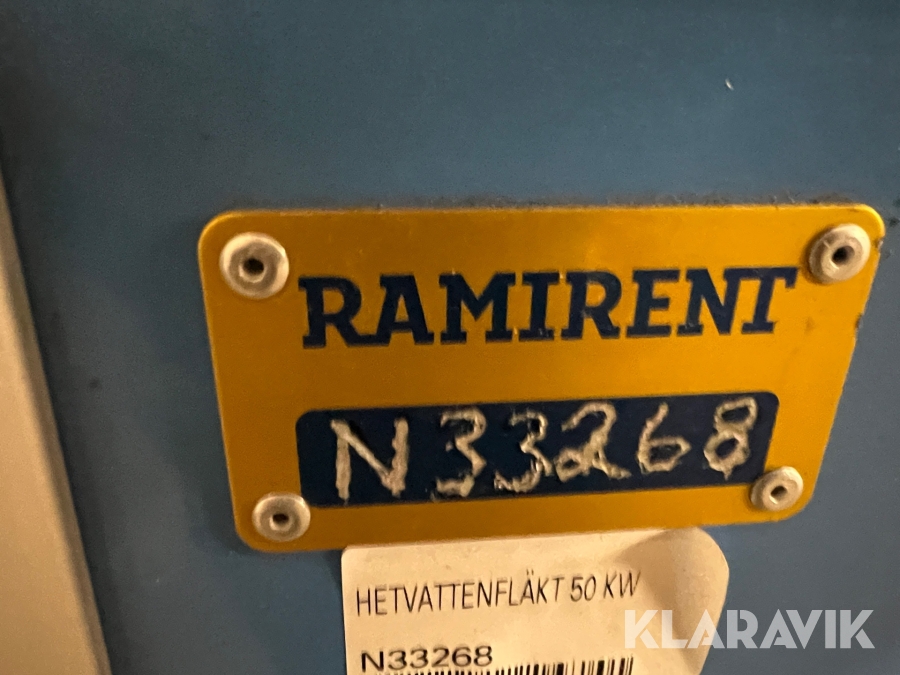 RAMIRENT
N33268
HETVATTENFLÄKT 50 KW
N33268
KLARAVIK